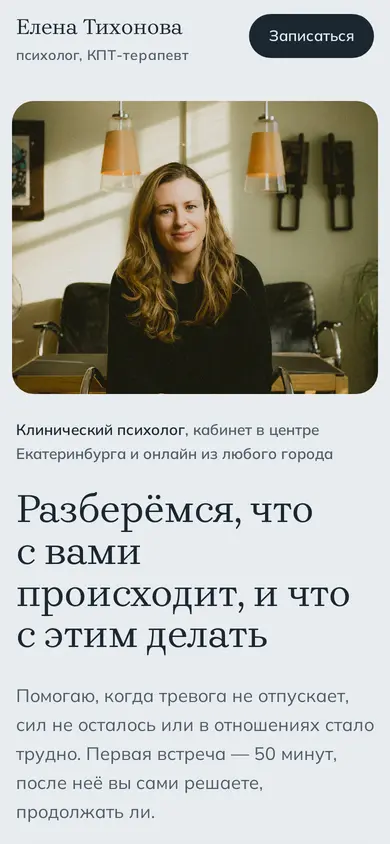 Елена Тихонова
психолог, КПТ-терапевт
Записаться
Клинический психолог, кабинет в центре
Екатеринбурга и онлайн из любого города
Разберёмся, что
с вами
происходит, и что
с этим делать
Помогаю, когда тревога не отпускает,
сил не осталось или в отношениях стало
трудно. Первая встреча — 50 минут,
после неё вы сами решаете,
продолжать ли.